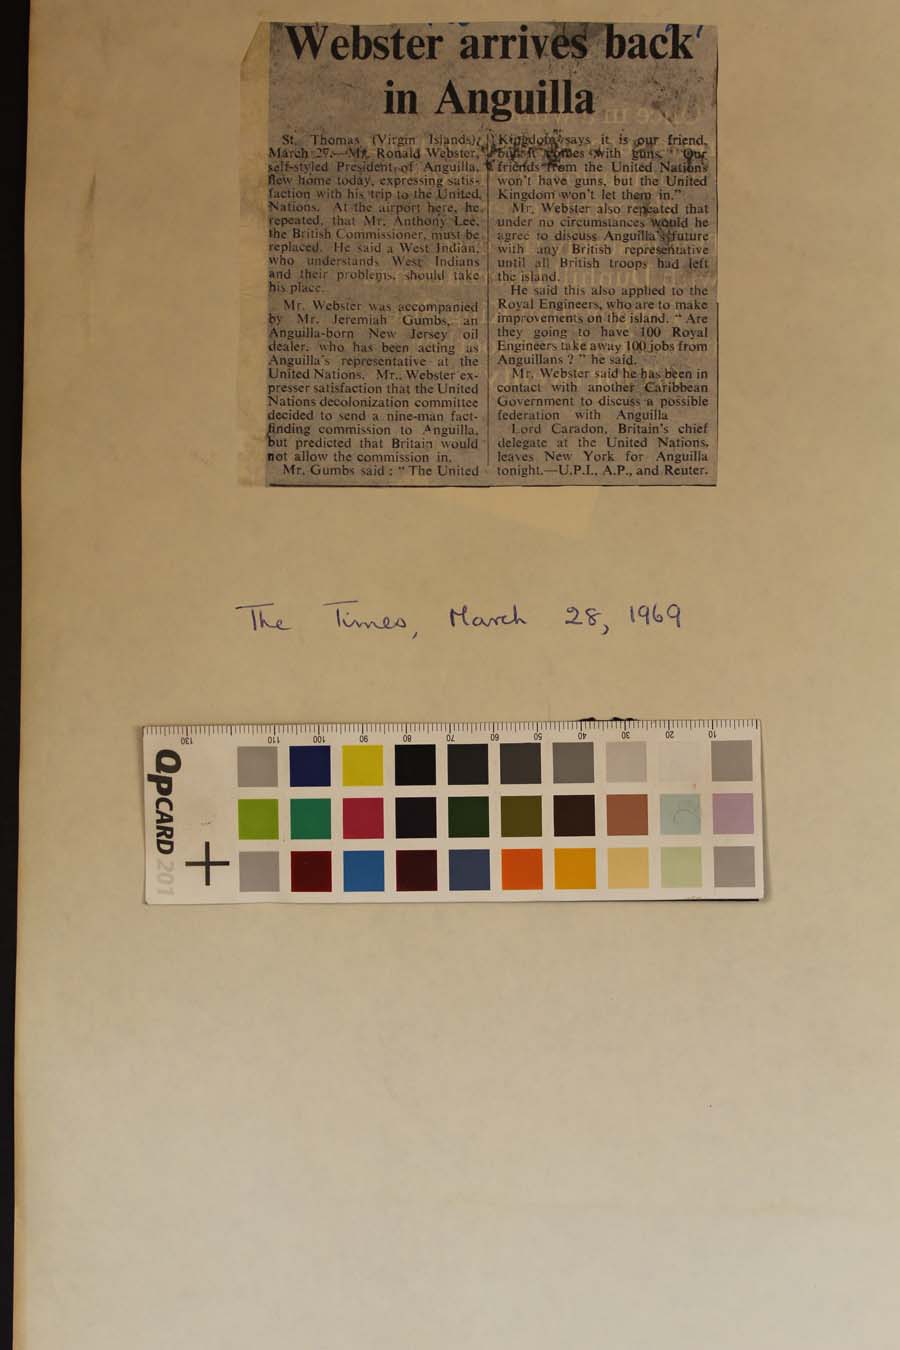 Webster arrives back
in Anguilla
St. Thomas (Virgin Islands),
March 27.—Mr. Ronald Webster,
self-styled President of Anguilla,
flew home today, expressing satis-
faction with his trip to the United
Nations. At the airport here, he
repeated, that Mr. Anthony Lee,
the British Commissioner, must be
replaced. He said a West Indian,
who understands West Indians
and their problems, should take
his place.
Mr. Webster was accompanied
by Mr. Jeremiah Gumbs, an
Anguilla-born New Jersey oil
dealer, who has been acting as
Anguilla's representative at the
United Nations. Mr. Webster ex-
presser satisfaction that the United
Nations decolonization committee
decided to send a nine-man fact-
finding commission to Anguilla,
but predicted that Britain would
not allow the commission in.
Mr. Gumbs said: “The United
Kingdom says it is our friend,
but it comes with guns. Our
friends from the United Nations
won't have guns, but the United
Kingdom won't let them in.”
Mr. Webster also repeated that
under no circumstances would he
agree to discuss Anguilla's future
with any British representative
until all British troops had left
the island.
He said this also applied to the
Royal Engineers, who are to make
improvements on the island. “Are
they going to have 100 Royal
Engineers take away 100 jobs from
Anguillans?” he said.
Mr. Webster said he has been in
contact with another Caribbean
Government to discuss a possible
federation with Anguilla
Lord Caradon, Britain's chief
delegate at the United Nations,
leaves New York for Anguilla
tonight.—U.P.I., A.P., and Reuter.
The Times, March 28, 1969
130 110 100 90 80 70 60 50 40 30 20 10
QPCARD 201